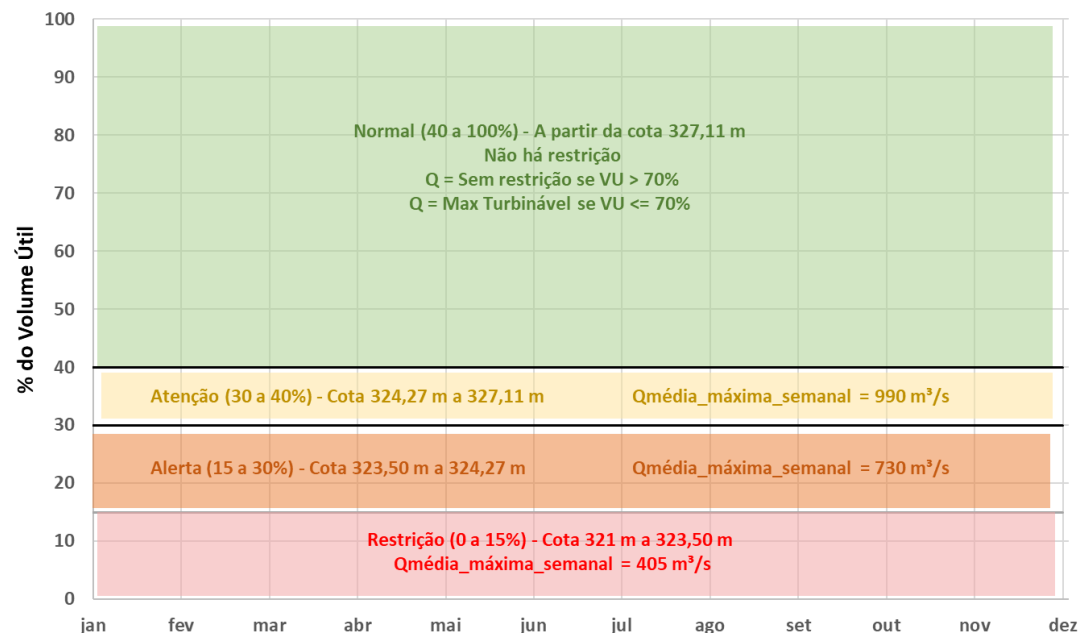 100
90
80
70
60
50
40
30
20
10
0
% do Volume Útil
Normal (40 a 100%) - A partir da cota 327,11 m
Não há restrição
Q = Sem restrição se VU > 70%
Q = Max Turbinável se VU <= 70%
Atenção (30 a 40%) - Cota 324,27 m a 327,11 m Qmédia_máxima_semanal = 990 m³/s
Alerta (15 a 30%) - Cota 323,50 m a 324,27 m Qmédia_máxima_semanal = 730 m³/s
Restrição (0 a 15%) - Cota 321 m a 323,50 m
Qmédia_máxima_semanal = 405 m³/s
jan fev mar abr mai jun jul ago set out nov dez